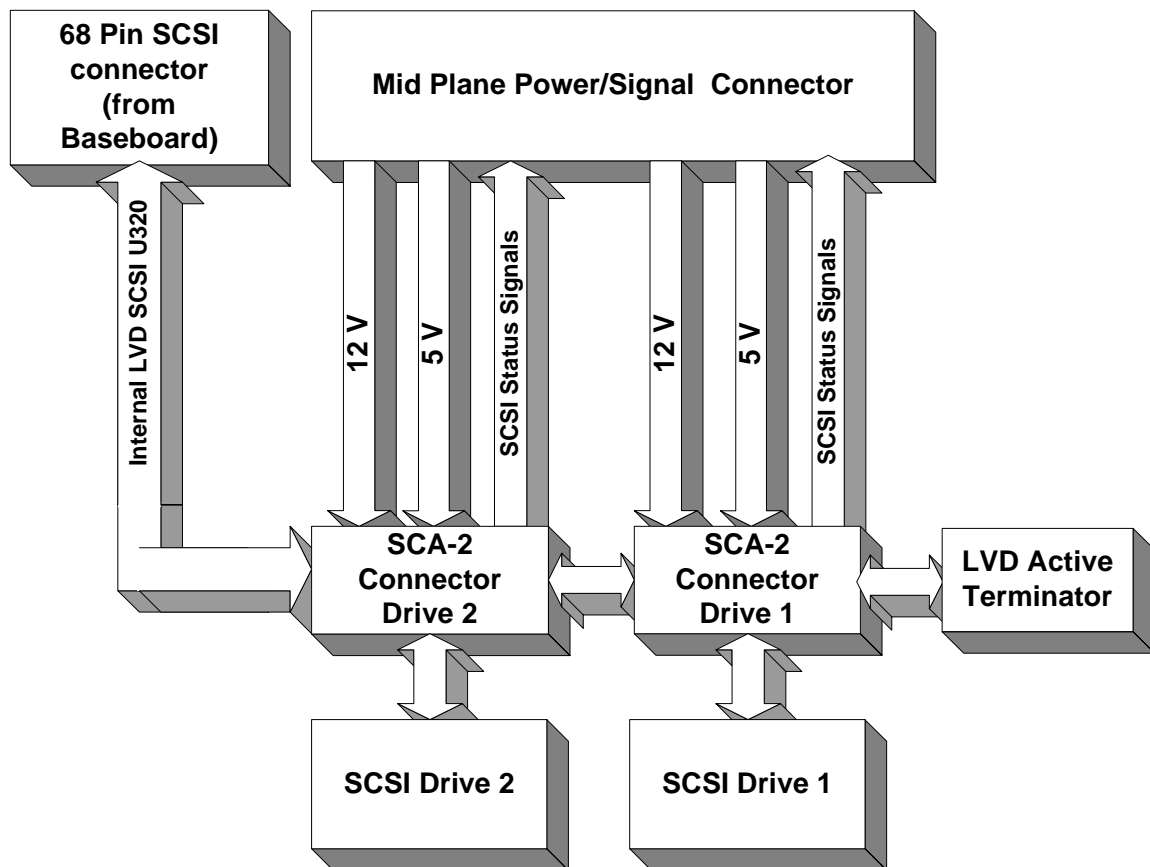 68 Pin SCSI
connector
(from
Baseboard)
Mid Plane Power/Signal Connector
Internal LVD SCSI U320
12 V
5 V
SCSI Status Signals
12 V
5 V
SCSI Status Signals
SCA-2
Connector
Drive 2
SCA-2
Connector
Drive 1
LVD Active
Terminator
SCSI Drive 2
SCSI Drive 1